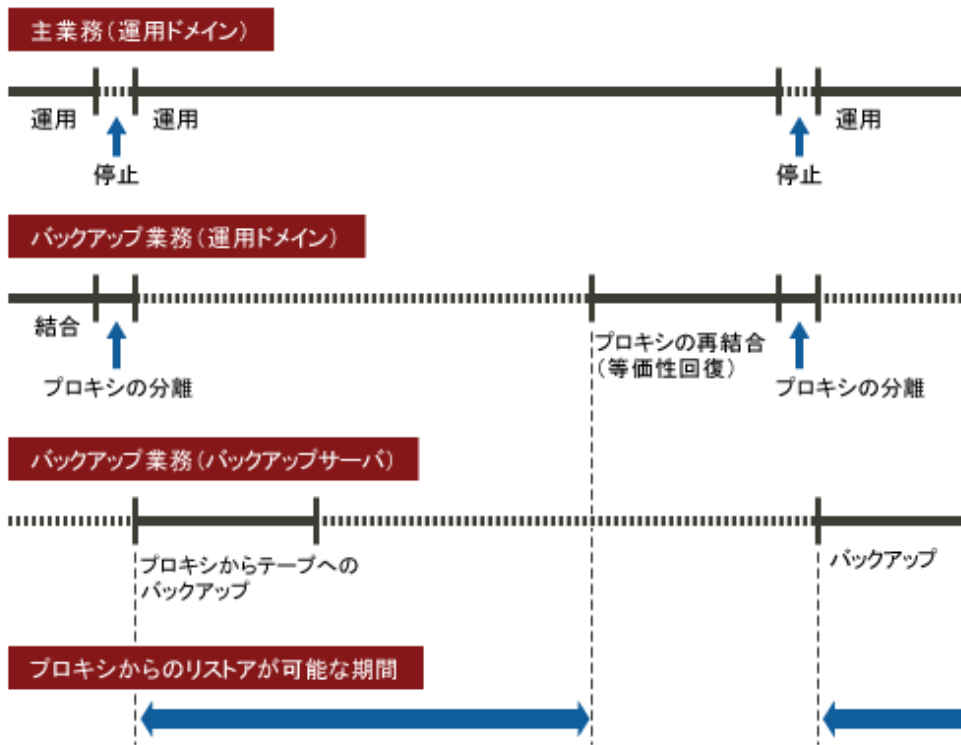 主業務(運用ドメイン)
運用
運用
運用
停止
停止
バックアップ業務(運用ドメイン)
結合
プロキシの分離
プロキシの再結合
(等価性回復)
プロキシの分離
バックアップ業務(バックアップサーバ)
プロキシからテープへの
バックアップ
バックアップ
プロキシからのリストアが可能な期間